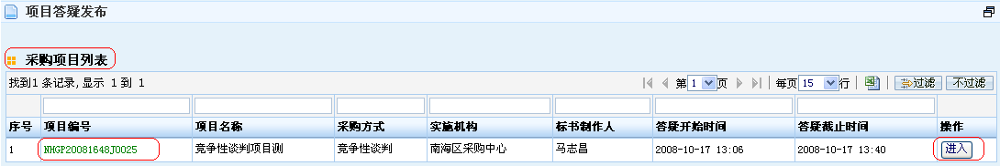 项目答疑发布
采购项目列表
找到1 条记录, 显示 1 到 1 第 1 页 每页 15 行 过滤 不过滤
序号 项目编号 项目名称 采购方式 实施机构 标书制作人 答疑开始时间 答疑截止时间 操作
1 NHGP20081648J0025 竞争性谈判项目测 竞争性谈判 南海区采购中心 马志昌 2008-10-17 13:06 2008-10-17 13:40 进入